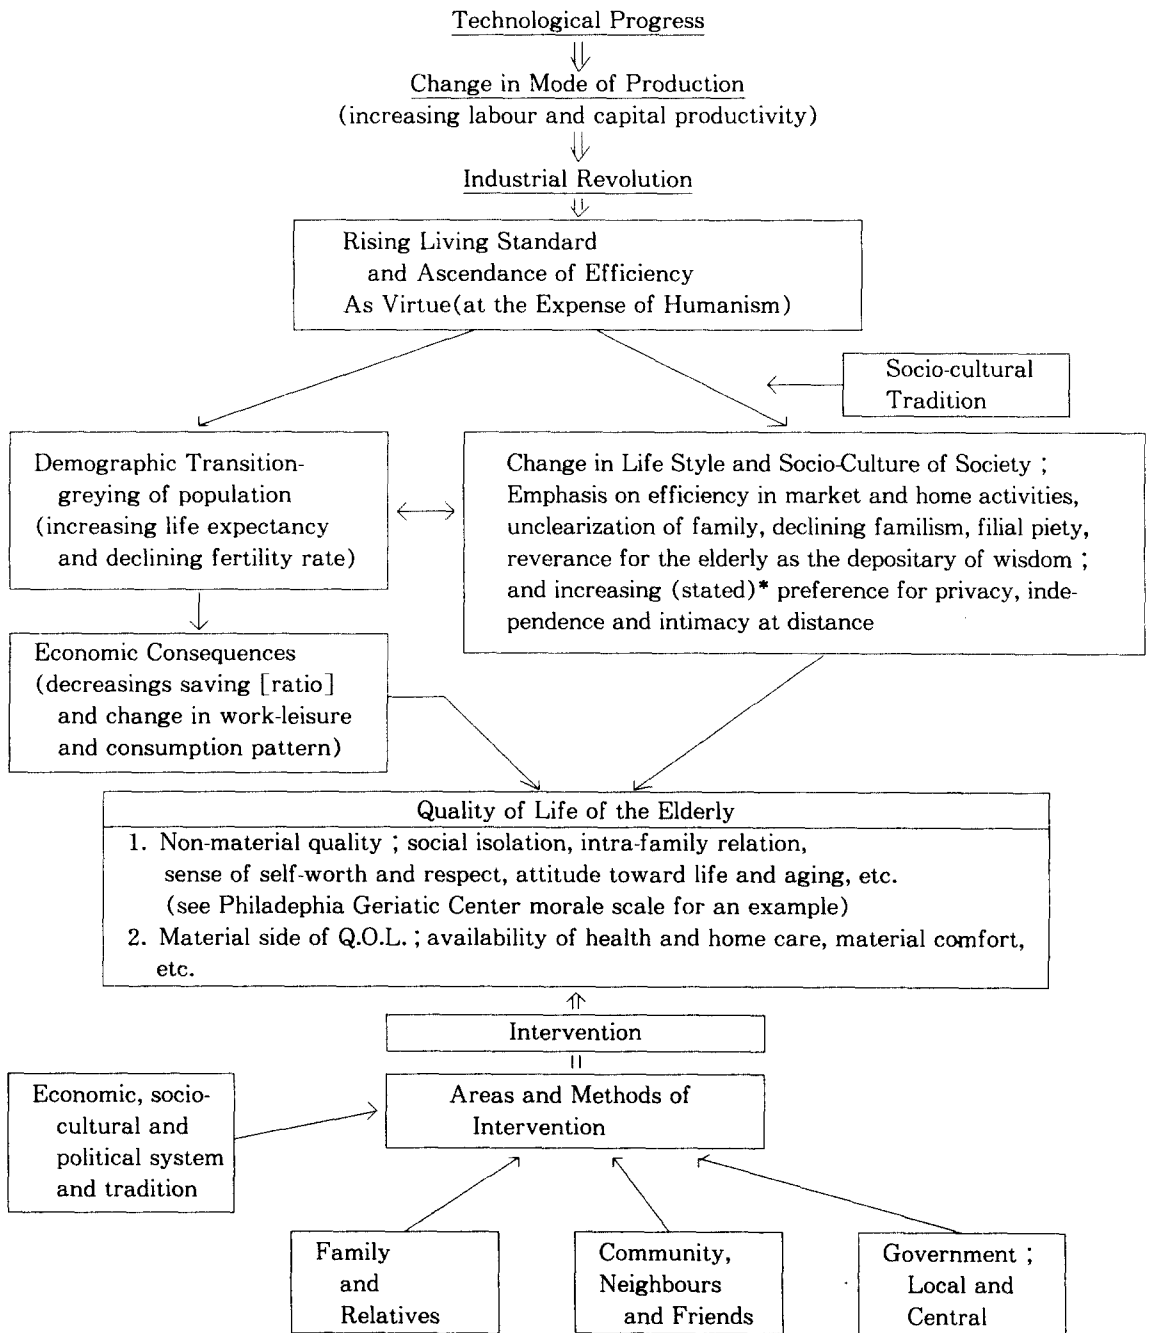 Technological Progress
Change in Mode of Production
(increasing labour and capital productivity)
Industrial Revolution
Rising Living Standard
and Ascendance of Efficiency
As Virtue(at the Expense of Humanism)
Socio-cultural
Tradition
Demographic Transition-
greying of population
(increasing life expectancy
and declining fertility rate)
Change in Life Style and Socio-Culture of Society ;
Emphasis on efficiency in market and home activities,
unclearization of family, declining familism, filial piety,
reverance for the elderly as the depositary of wisdom ;
and increasing (stated)* preference for privacy, inde-
pendence and intimacy at distance
Economic Consequences
(decreasings saving [ratio]
and change in work-leisure
and consumption pattern)
Quality of Life of the Elderly
1. Non-material quality ; social isolation, intra-family relation,
sense of self-worth and respect, attitude toward life and aging, etc.
(see Philadephia Geriatic Center morale scale for an example)
2. Material side of Q.O.L. ; availability of health and home care, material comfort,
etc.
Intervention
Areas and Methods of
Intervention
Economic, socio-
cultural and
political system
and tradition
Family
and
Relatives
Community,
Neighbours
and Friends
Government ;
Local and
Central